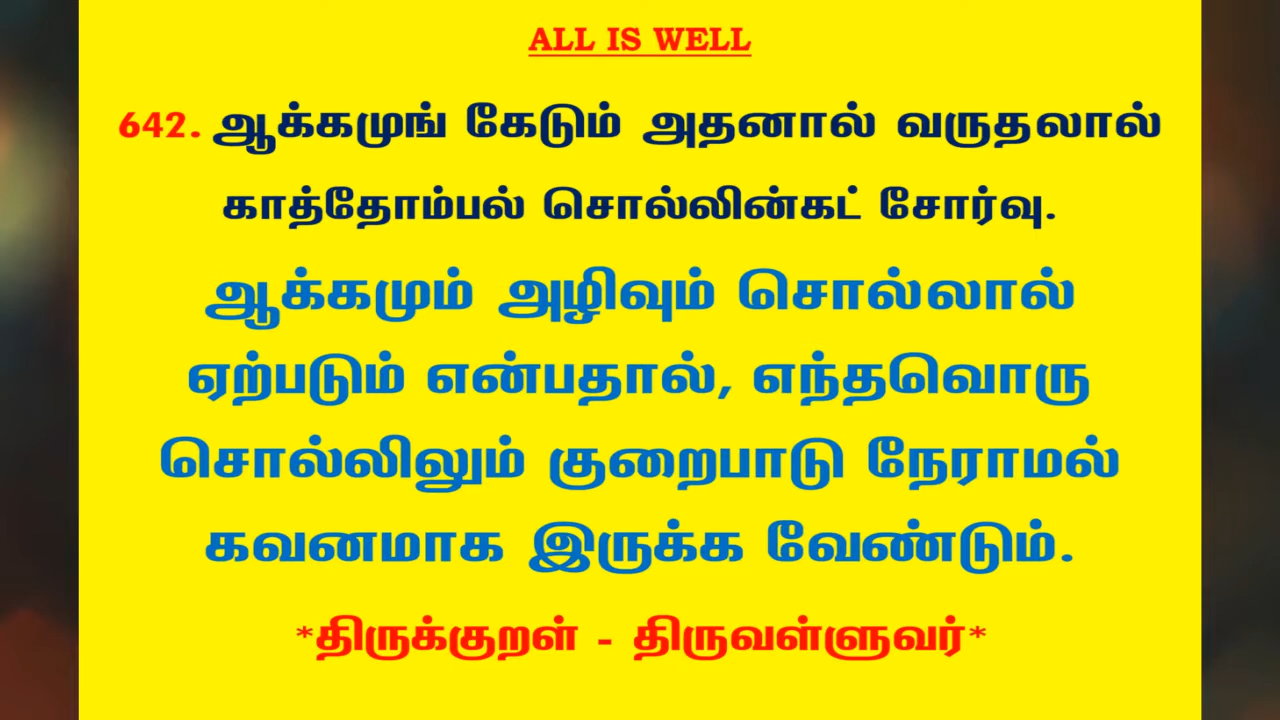 ALL IS WELL
642. ஆக்கமுங் கேடும் அதனால் வருதலால்
காத்தோம்பல் சொல்லின்கட் சோர்வு.
ஆக்கமும் அழிவும் சொல்லால்
ஏற்படும் என்பதால், எந்தவொரு
சொல்லிலும் குறைபாடு நேராமல்
கவனமாக இருக்க வேண்டும்.
*திருக்குறள் - திருவள்ளுவர்*